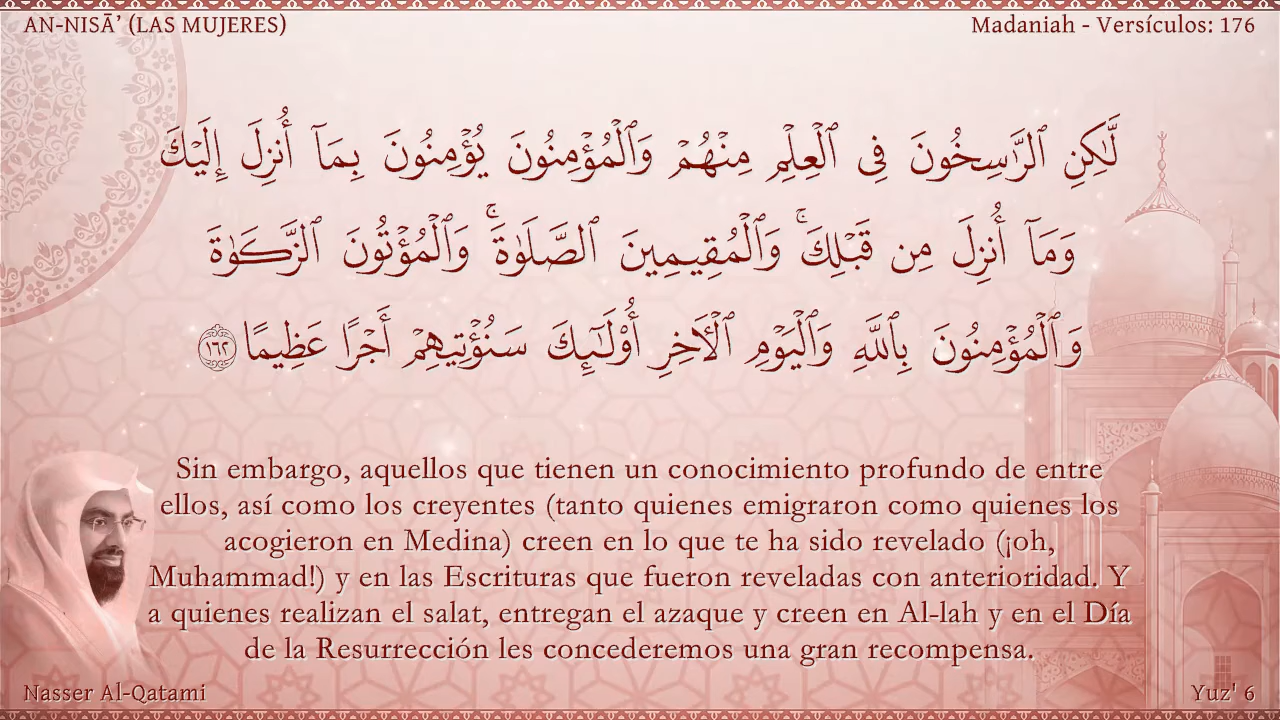 AN-NISĀ’ (LAS MUJERES)
Madaniah - Versículos: 176
لَّـٰكِنِ ٱلرَّٰسِخُونَ فِى ٱلْعِلْمِ مِنْهُمْ وَٱلْمُؤْمِنُونَ يُؤْمِنُونَ بِمَآ أُنزِلَ إِلَيْكَ
وَمَآ أُنزِلَ مِن قَبْلِكَ ۚ وَٱلْمُقِيمِينَ ٱلصَّلَوٰةَ ۚ وَٱلْمُؤْتُونَ ٱلزَّكَوٰةَ
وَٱلْمُؤْمِنُونَ بِٱللَّهِ وَٱلْيَوْمِ ٱلْـَٔاخِرِ أُو۟لَـٰٓئِكَ سَنُؤْتِيهِمْ أَجْرًا عَظِيمًا ١٦٢
Sin embargo, aquellos que tienen un conocimiento profundo de entre
ellos, así como los creyentes (tanto quienes emigraron como quienes los
acogieron en Medina) creen en lo que te ha sido revelado (¡oh,
Muhammad!) y en las Escrituras que fueron reveladas con anterioridad. Y
a quienes realizan el salat, entregan el azaque y creen en Al-lah y en el Día
de la Resurrección les concederemos una gran recompensa.
Nasser Al-Qatami
Yuz' 6